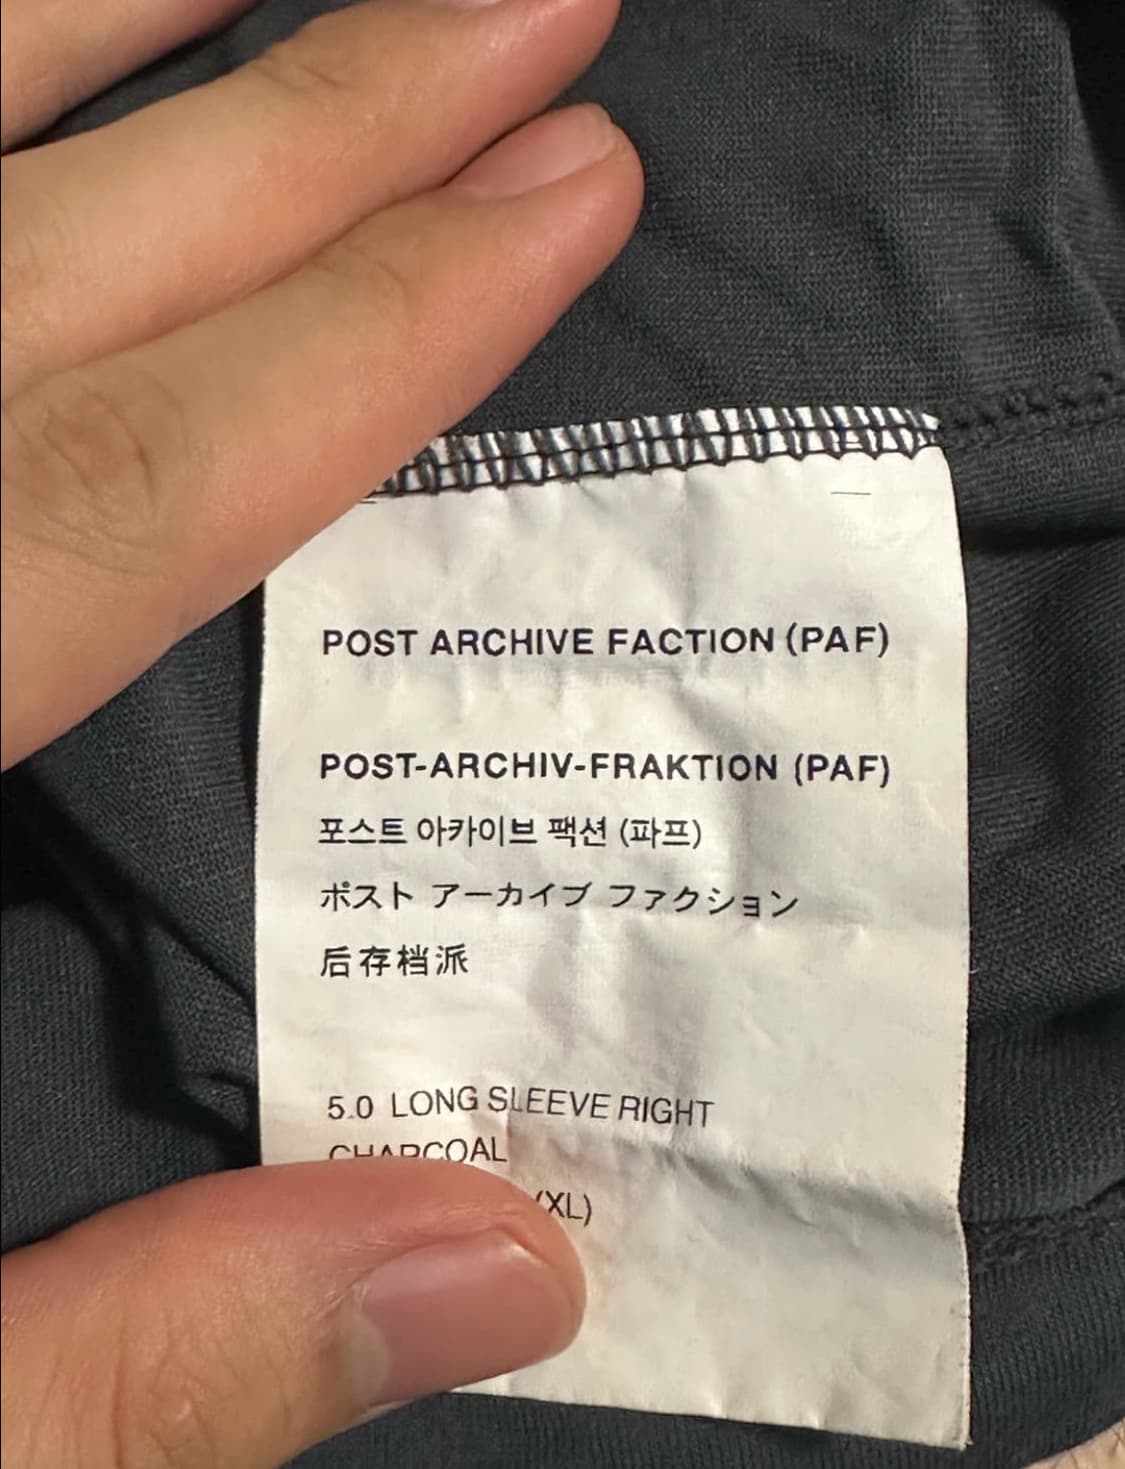 POST ARCHIVE FACTION (PAF)
POST-ARCHIV-FRAKTION (PAF)
포스트 아카이브 팩션 (파프)
ポスト アーカイブ ファクション
后存档派
5.0 LONG SLEEVE RIGHT
CHARCOAL
(XL)